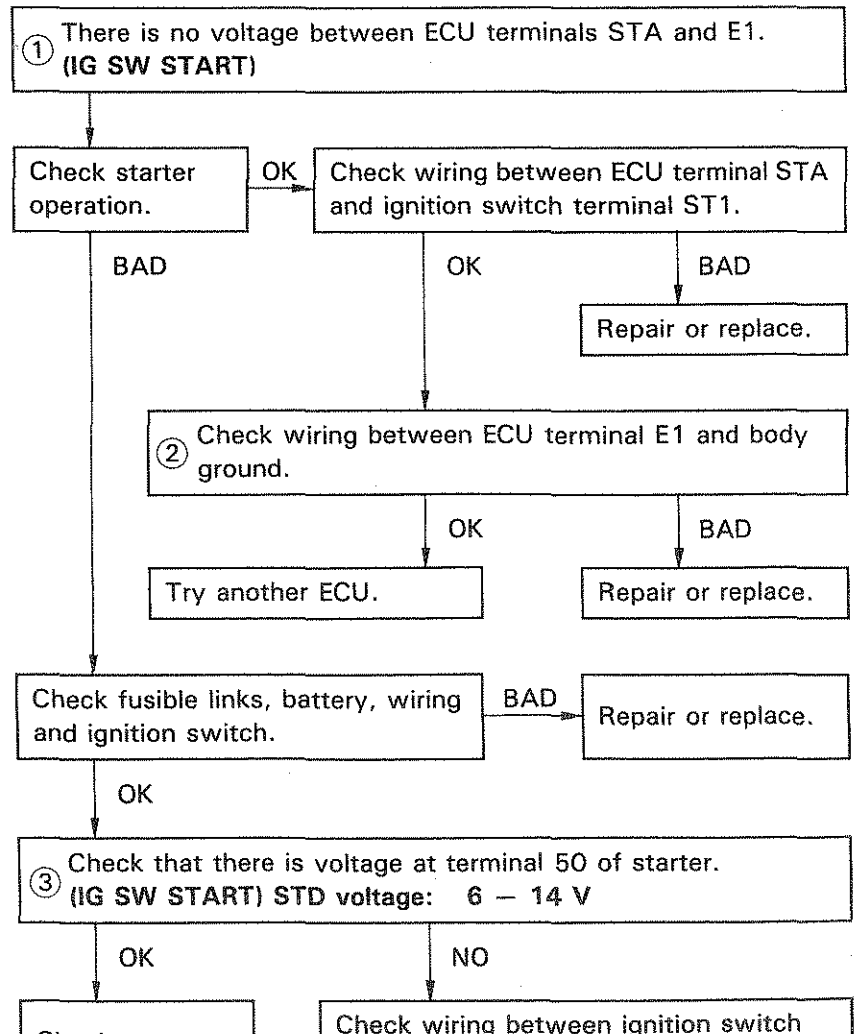 ① There is no voltage between ECU terminals STA and E1.
(IG SW START)
Check starter
operation.
OK
Check wiring between ECU terminal STA
and ignition switch terminal ST1.
BAD
OK
BAD
Repair or replace.
② Check wiring between ECU terminal E1 and body
ground.
OK
BAD
Try another ECU.
Repair or replace.
Check fusible links, battery, wiring
and ignition switch.
BAD
Repair or replace.
OK
③ Check that there is voltage at terminal 50 of starter.
(IG SW START) STD voltage: 6 – 14 V
OK
NO
Check wiring between ignition switch